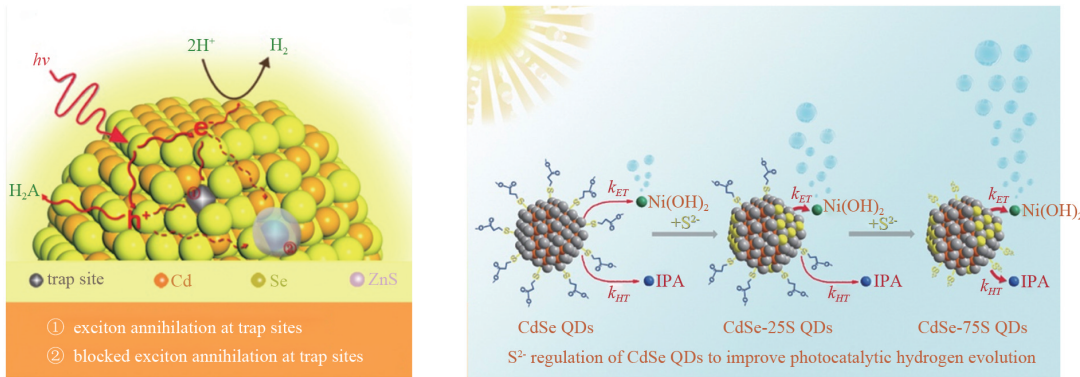 hν
2H⁺
H₂
e⁻
H₂A
h⁺
trap site
Cd
Se
ZnS
① exciton annihilation at trap sites
② blocked exciton annihilation at trap sites
k_ET
Ni(OH)₂
+S²⁻
k_HT
IPA
CdSe QDs
k_ET
Ni(OH)₂
+S²⁻
k_HT
IPA
CdSe-25S QDs
k_ET
Ni(OH)₂
k_HT
IPA
CdSe-75S QDs
S²⁻ regulation of CdSe QDs to improve photocatalytic hydrogen evolution